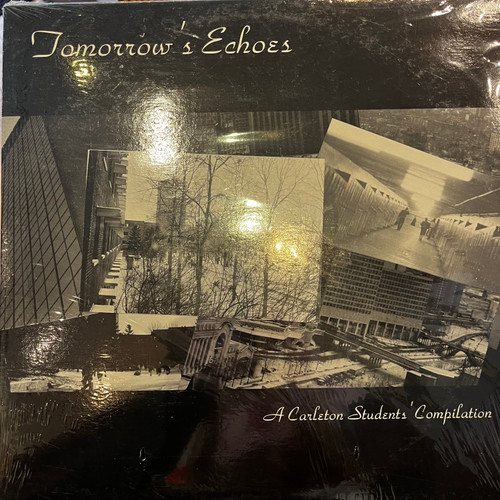 Tomorrow's Echoes
A Carleton Students' Compilation